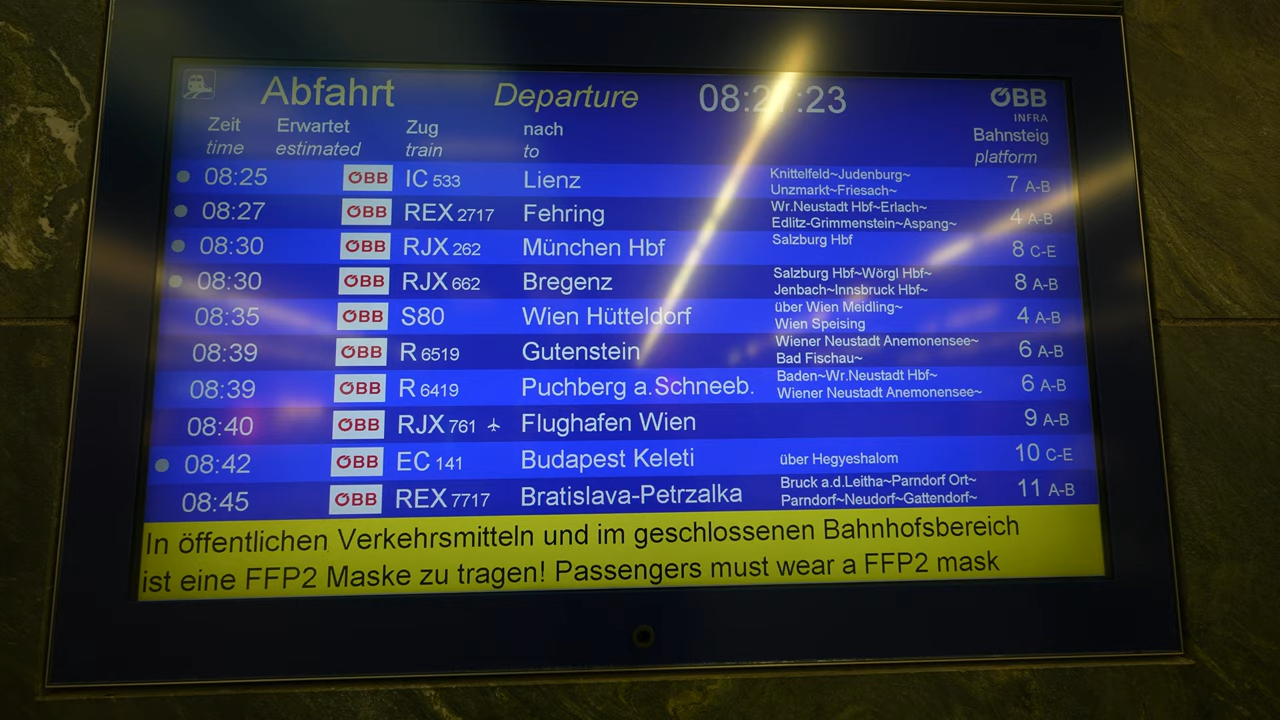 Abfahrt Departure ÖBB
INFRA
Zeit Erwartet Zug nach Bahnsteig
time estimated train to platform
08:25 ÖBB IC 533 Lienz Knittelfeld~Judenburg~ 7 A-B
Unzmarkt~Friesach~
08:27 ÖBB REX 2717 Fehring Wr.Neustadt Hbf~Erlach~ 4 A-B
Edlitz-Grimmenstein~Aspang~
08:30 ÖBB RJX 262 München Hbf Salzburg Hbf 8 C-E
08:30 ÖBB RJX 662 Bregenz Salzburg Hbf~Wörgl Hbf~ 8 A-B
Jenbach~Innsbruck Hbf~
08:35 ÖBB S80 Wien Hütteldorf über Wien Meidling~ 4 A-B
Wien Speising
08:39 ÖBB R 6519 Gutenstein Wiener Neustadt Anemonensee~ 6 A-B
Bad Fischau~
08:39 ÖBB R 6419 Puchberg a.Schneeb. Baden~Wr.Neustadt Hbf~ 6 A-B
Wiener Neustadt Anemonensee~
08:40 ÖBB RJX 761 Flughafen Wien 9 A-B
08:42 ÖBB EC 141 Budapest Keleti über Hegyeshalom 10 C-E
08:45 ÖBB REX 7717 Bratislava-Petrzalka Bruck a.d.Leitha~Parndorf Ort~ 11 A-B
Parndorf~Neudorf~Gattendorf~
In öffentlichen Verkehrsmitteln und im geschlossenen Bahnhofsbereich
ist eine FFP2 Maske zu tragen! Passengers must wear a FFP2 mask